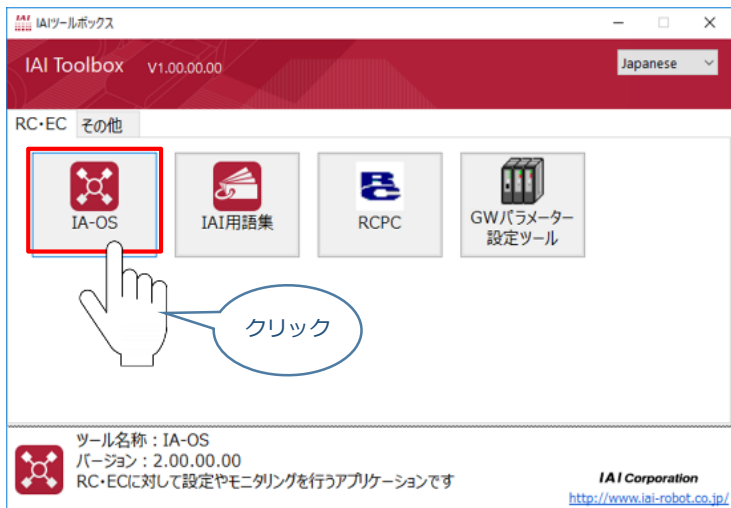 IAI IAIツールボックス
IAI Toolbox V1.00.00.00
Japanese
RC・EC その他
IA-OS
IAI用語集
RC
RCPC
GWパラメーター
設定ツール
クリック
ツール名称：IA-OS
バージョン：2.00.00.00
RC・ECに対して設定やモニタリングを行うアプリケーションです
IAI Corporation
http://www.iai-robot.co.jp/